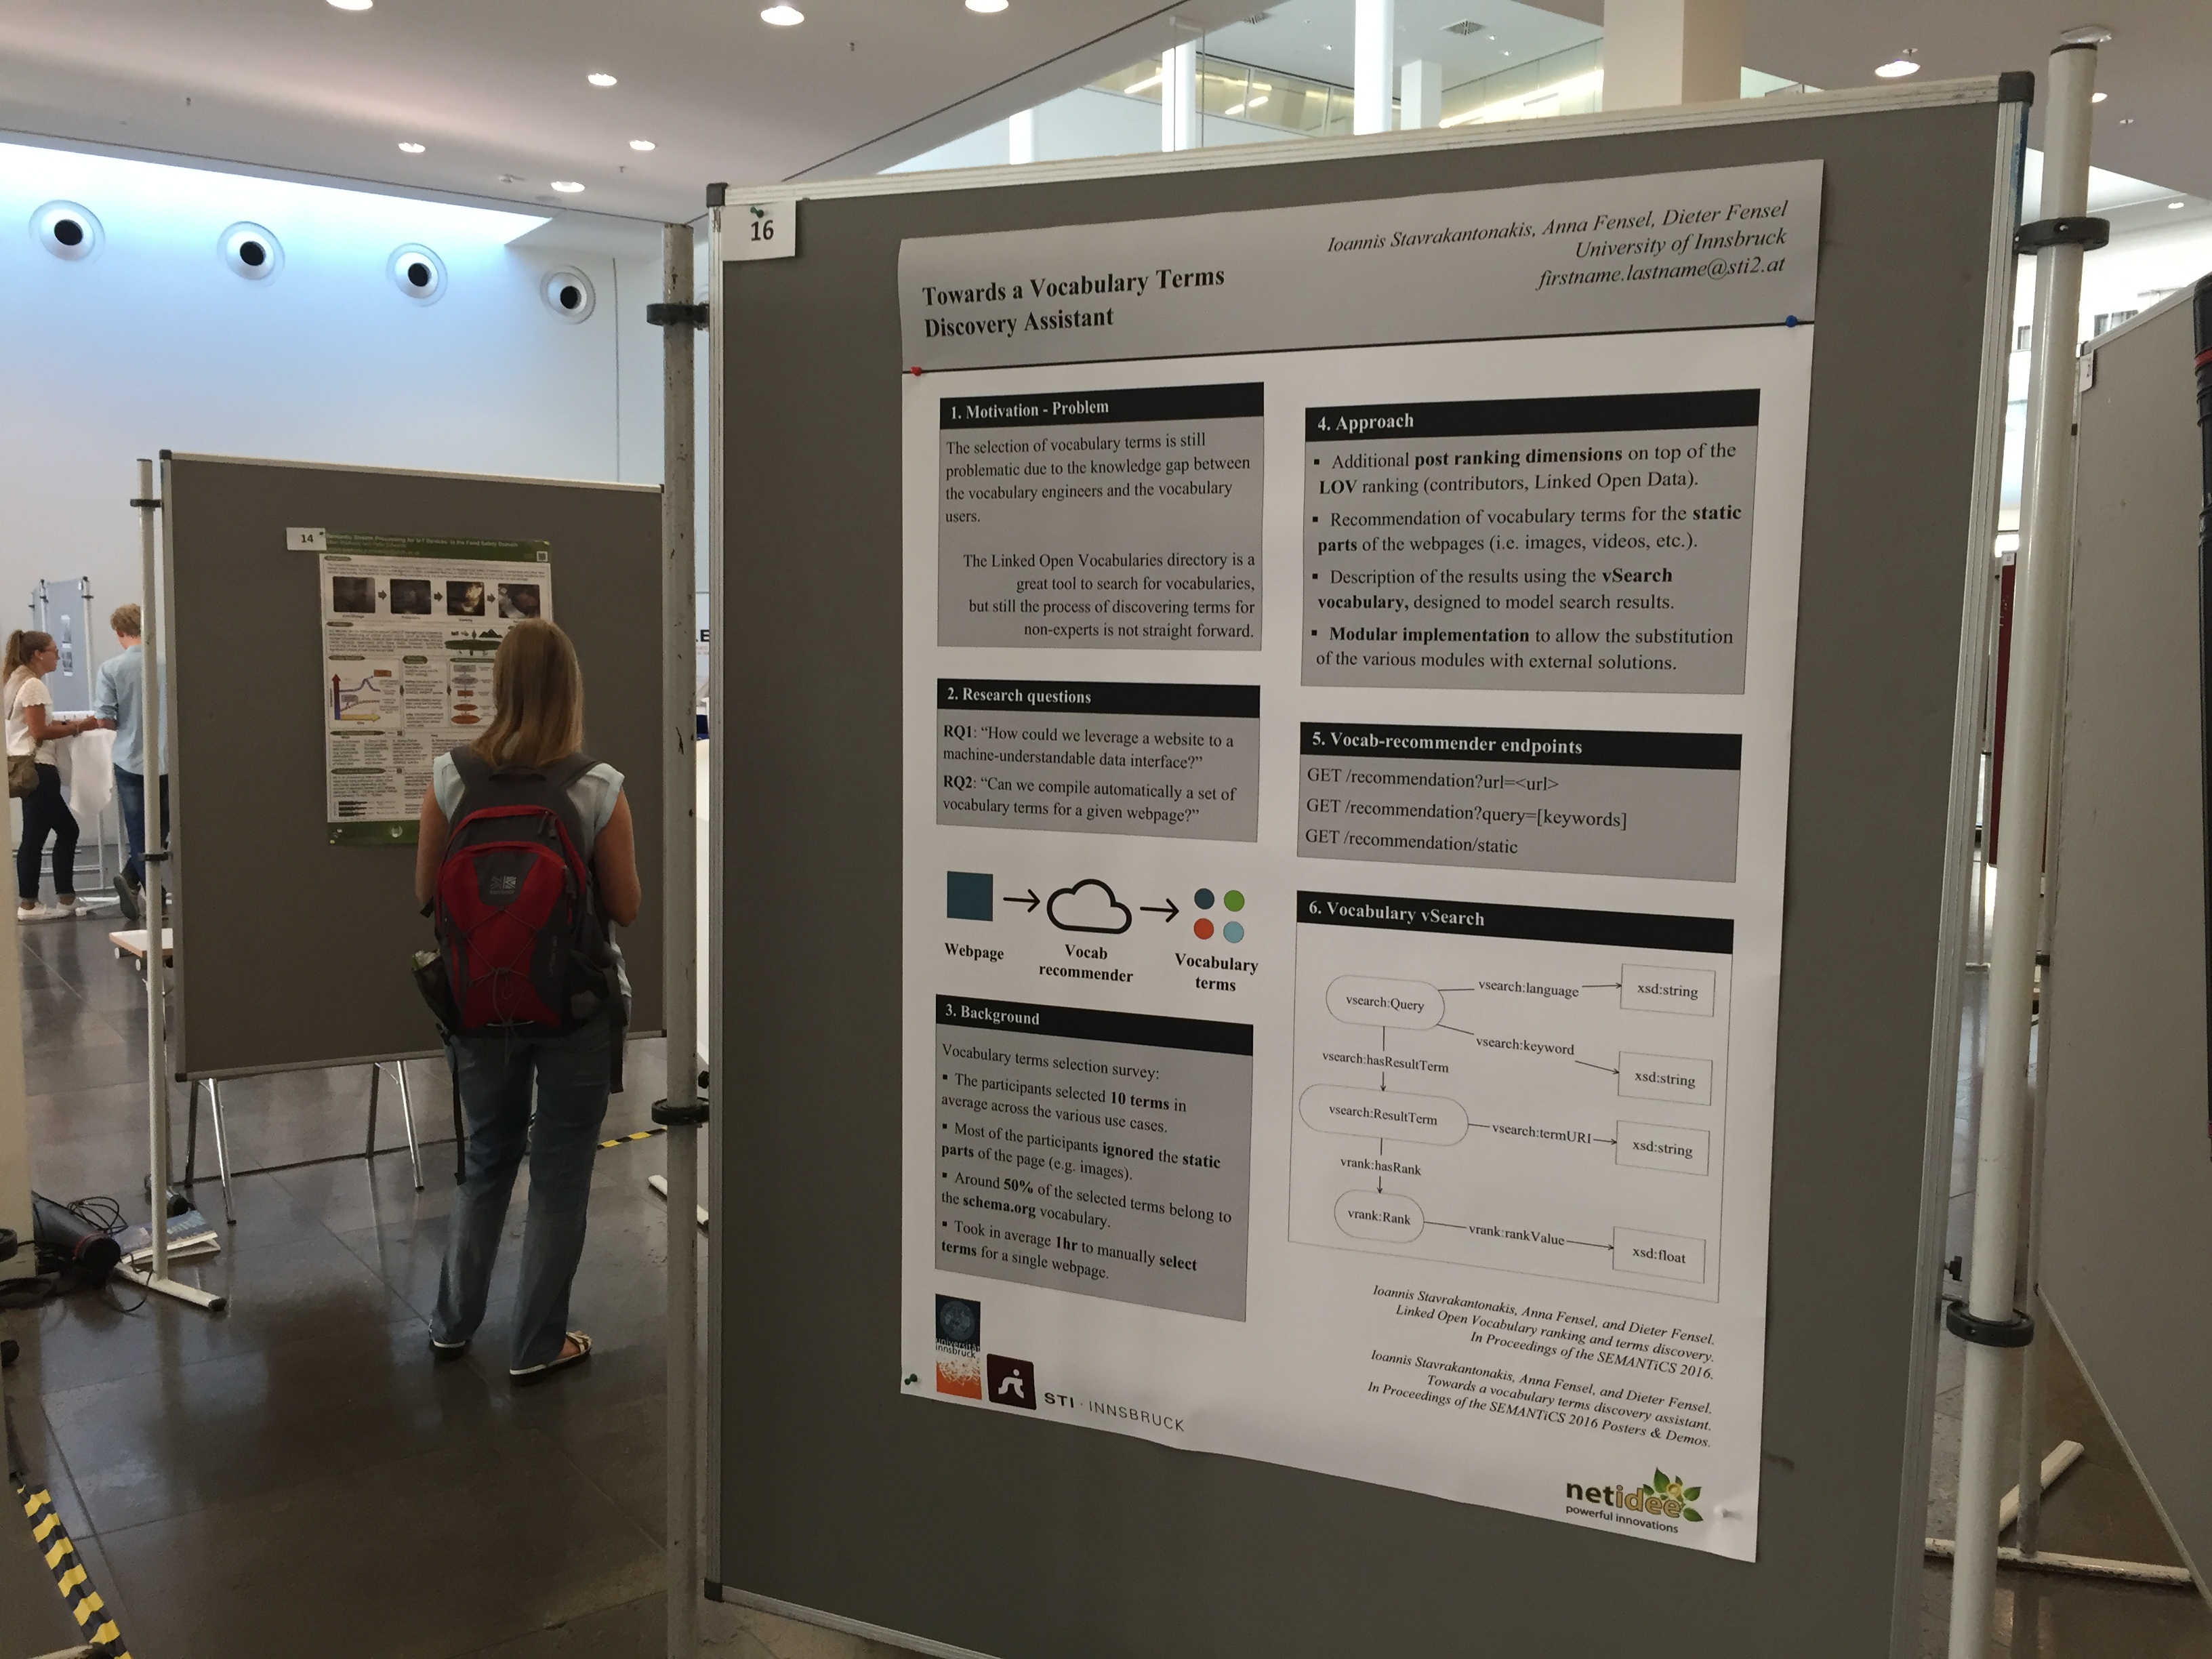 16
Towards a Vocabulary Terms
Discovery Assistant
Ioannis Stavrakantonakis, Anna Fensel, Dieter Fensel
University of Innsbruck
firstname.lastname@sti2.at
1. Motivation - Problem
The selection of vocabulary terms is still
problematic due to the knowledge gap between
the vocabulary engineers and the vocabulary
users.
The Linked Open Vocabularies directory is a
great tool to search for vocabularies,
but still the process of discovering terms for
non-experts is not straight forward.
2. Research questions
RQ1: “How could we leverage a website to a
machine-understandable data interface?”
RQ2: “Can we compile automatically a set of
vocabulary terms for a given webpage?”
Webpage
Vocab
recommender
Vocabulary
terms
3. Background
Vocabulary terms selection survey:
▪ The participants selected 10 terms in
average across the various use cases.
▪ Most of the participants ignored the static
parts of the page (e.g. images).
▪ Around 50% of the selected terms belong to
the schema.org vocabulary.
▪ Took in average 1hr to manually select
terms for a single webpage.
universität
innsbruck
STI · INNSBRUCK
4. Approach
▪ Additional post ranking dimensions on top of the
LOV ranking (contributors, Linked Open Data).
▪ Recommendation of vocabulary terms for the static
parts of the webpages (i.e. images, videos, etc.).
▪ Description of the results using the vSearch
vocabulary, designed to model search results.
▪ Modular implementation to allow the substitution
of the various modules with external solutions.
5. Vocab-recommender endpoints
GET /recommendation?url=<url>
GET /recommendation?query=[keywords]
GET /recommendation/static
6. Vocabulary vSearch
vsearch:Query
vsearch:language
xsd:string
vsearch:keyword
xsd:string
vsearch:hasResultTerm
vsearch:ResultTerm
vsearch:termURI
xsd:string
vrank:hasRank
vrank:Rank
vrank:rankValue
xsd:float
Ioannis Stavrakantonakis, Anna Fensel, and Dieter Fensel.
Linked Open Vocabulary ranking and terms discovery.
In Proceedings of the SEMANTiCS 2016.
Ioannis Stavrakantonakis, Anna Fensel, and Dieter Fensel.
Towards a vocabulary terms discovery assistant.
In Proceedings of the SEMANTiCS 2016 Posters & Demos.
netidee
powerful innovations
14